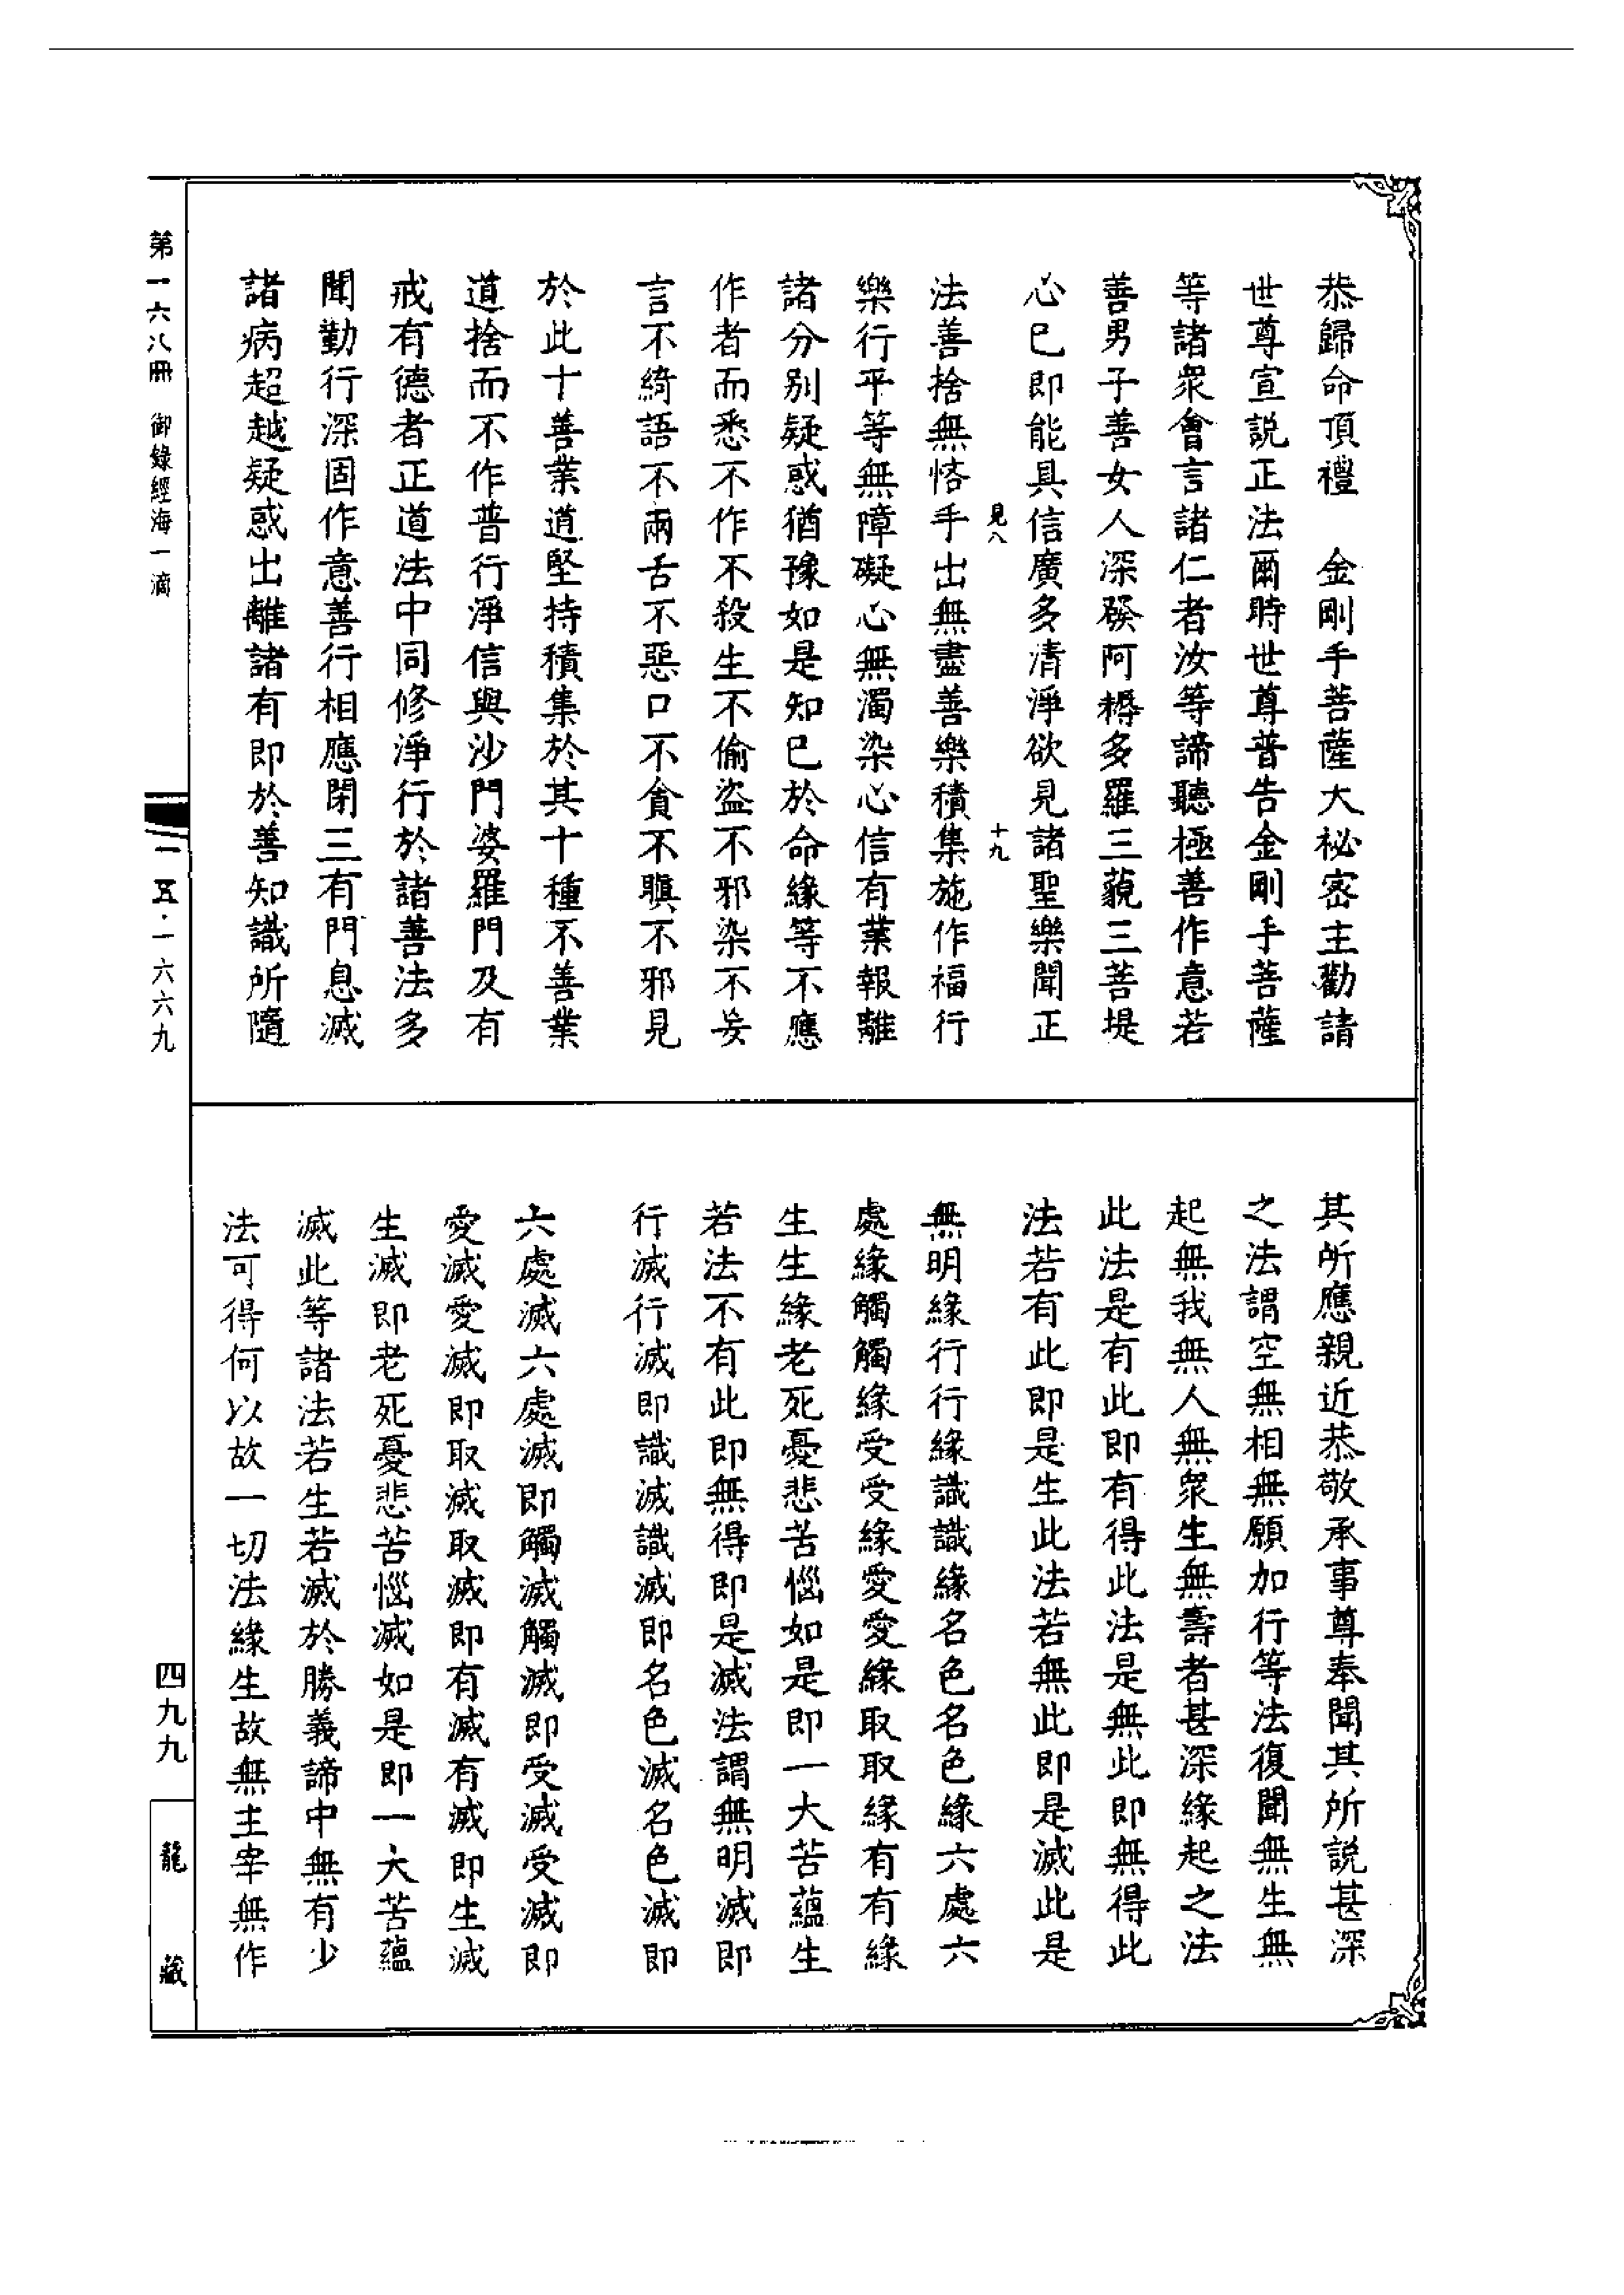 恭歸命頂禮　金剛手菩薩大祕密主勸請
世尊宣説正法爾時世尊普告金剛手菩薩
等諸衆會言諸仁者汝等諦聽極善作意若
善男子善女人深發阿耨多羅三藐三菩提
心已即能具信廣多清淨欲見諸聖樂聞正
見八　十九
法善捨無悋手出無盡善樂積集施作福行
樂行平等無障礙心無濁染心信有業報離
諸分別疑惑猶豫如是知已於命緣等不應
作者而悉不作不殺生不偷盜不邪染不妄
言不綺語不兩舌不惡口不貪不瞋不邪見
於此十善業道堅持積集於其十種不善業
道捨而不作普行淨信與沙門婆羅門及有
戒有德者正道法中同修淨行於諸善法多
聞勤行深固作意善行相應閉三有門息滅
諸病超越疑惑出離諸有即於善知識所隨
其所應親近恭敬承事尊奉聞其所説甚深
之法謂空無相無願加行等法復聞無生無
起無我無人無衆生無壽者甚深緣起之法
此法是有此即有得此法是無此即無得此
法若有此即是生此法若無此即是滅此是
無明緣行行緣識識緣名色名色緣六處六
處緣觸觸緣受受緣愛愛緣取取緣有有緣
生生緣老死憂悲苦惱如是即一大苦蘊生
若法不有此即無得即是滅法謂無明滅即
行滅行滅即識滅識滅即名色滅名色滅即
六處滅六處滅即觸滅觸滅即受滅受滅即
愛滅愛滅即取滅取滅即有滅有滅即生滅
生滅即老死憂悲苦惱滅如是即一大苦蘊
滅此等諸法若生若滅於勝義諦中無有少
法可得何以故一切法緣生故無主宰無作
第一六八冊　御錄經海一滴
一五·一六六九
四九九
龍藏